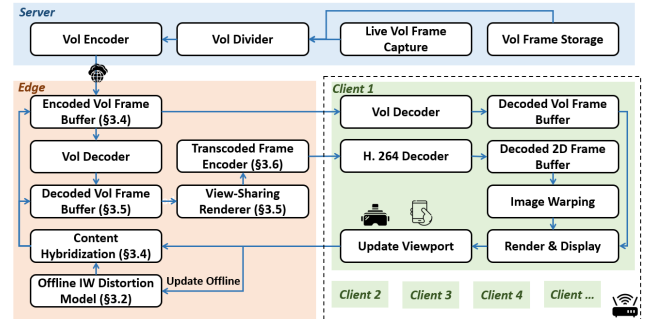 Server
Vol Encoder
Vol Divider
Live Vol Frame
Capture
Vol Frame Storage
Edge
Encoded Vol Frame
Buffer (§3.4)
Vol Decoder
Decoded Vol Frame
Buffer (§3.5)
Transcoded Frame
Encoder (§3.6)
View-Sharing
Renderer (§3.5)
Content
Hybridization (§3.4)
Offline IW Distortion
Model (§3.2)
Update Offline
Client 1
Vol Decoder
Decoded Vol Frame
Buffer
H. 264 Decoder
Decoded 2D Frame
Buffer
Image Warping
Update Viewport
Render & Display
Client 2
Client 3
Client 4
Client ...